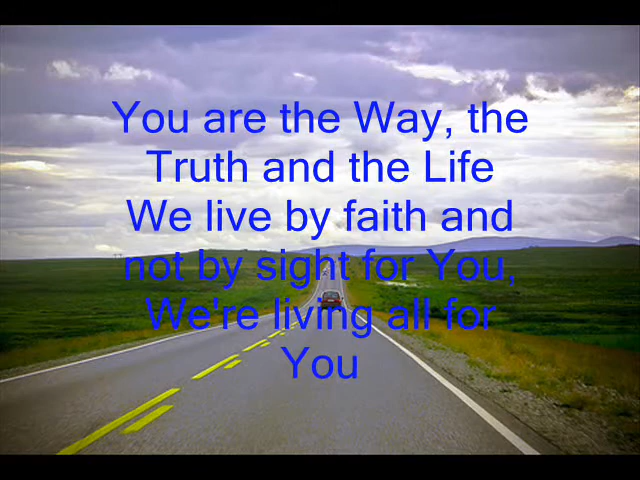 You are the Way, the
Truth and the Life
We live by faith and
not by sight for You,
We're living all for
You